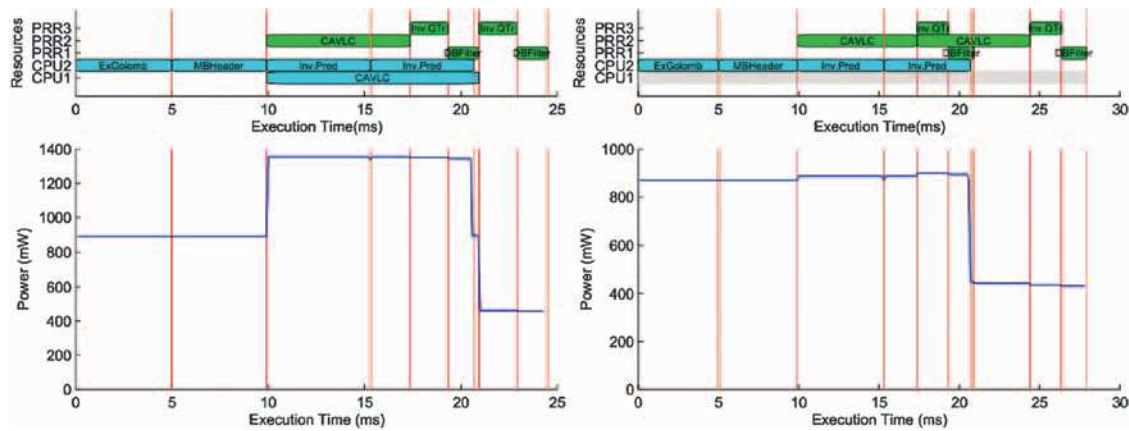 Resources
PRR3
PRR2
PRR1
CPU2
CPU1
Inv.QTr
Inv.QTr
CAVLC
DBFilter
DBFilter
ExGolomb
MBHeader
Inv.Pred
Inv.Pred
CAVLC
0 5 10 15 20 25
Execution Time(ms)
Power (mW)
1400
1200
1000
800
600
400
200
0
0 5 10 15 20 25
Execution Time (ms)
Resources
PRR3
PRR2
PRR1
CPU2
CPU1
Inv.QTr
Inv.QTr
CAVLC
CAVLC
DBFilter
DBFilter
ExGolomb
MBHeader
Inv.Pred
Inv.Pred
0 5 10 15 20 25 30
Execution Time(ms)
Power (mW)
1000
800
600
400
200
0
0 5 10 15 20 25 30
Execution Time (ms)